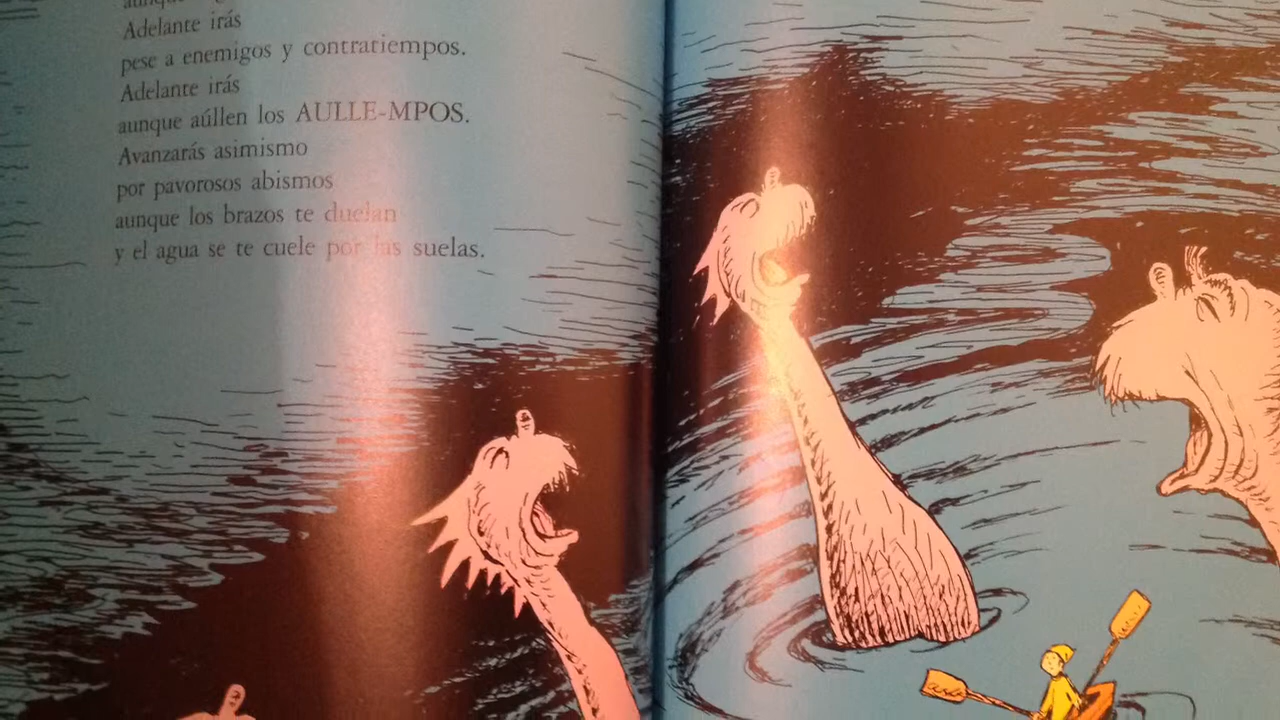 Adelante irás
pese a enemigos y contratiempos.
Adelante irás
aunque aúllen los AULLE-MPOS.
Avanzarás asimismo
por pavorosos abismos
aunque los brazos te duelan
y el agua se te cuele por las suelas.